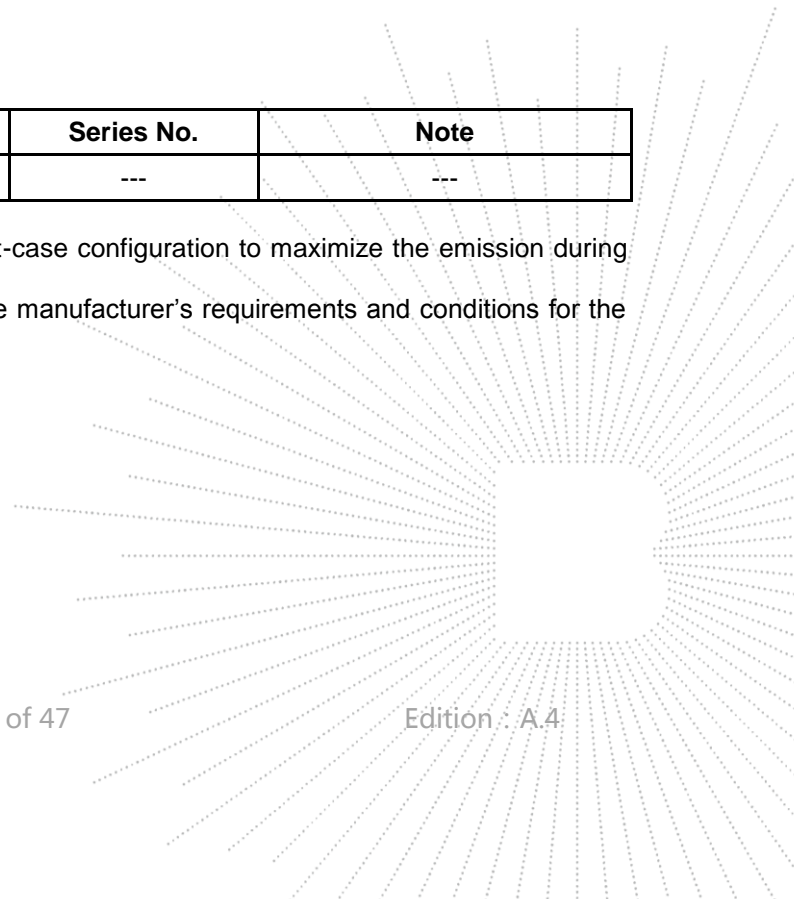 Series No. Note
--- ---
-case configuration to maximize the emission during
manufacturer's requirements and conditions for the
of 47 Edition : A.4